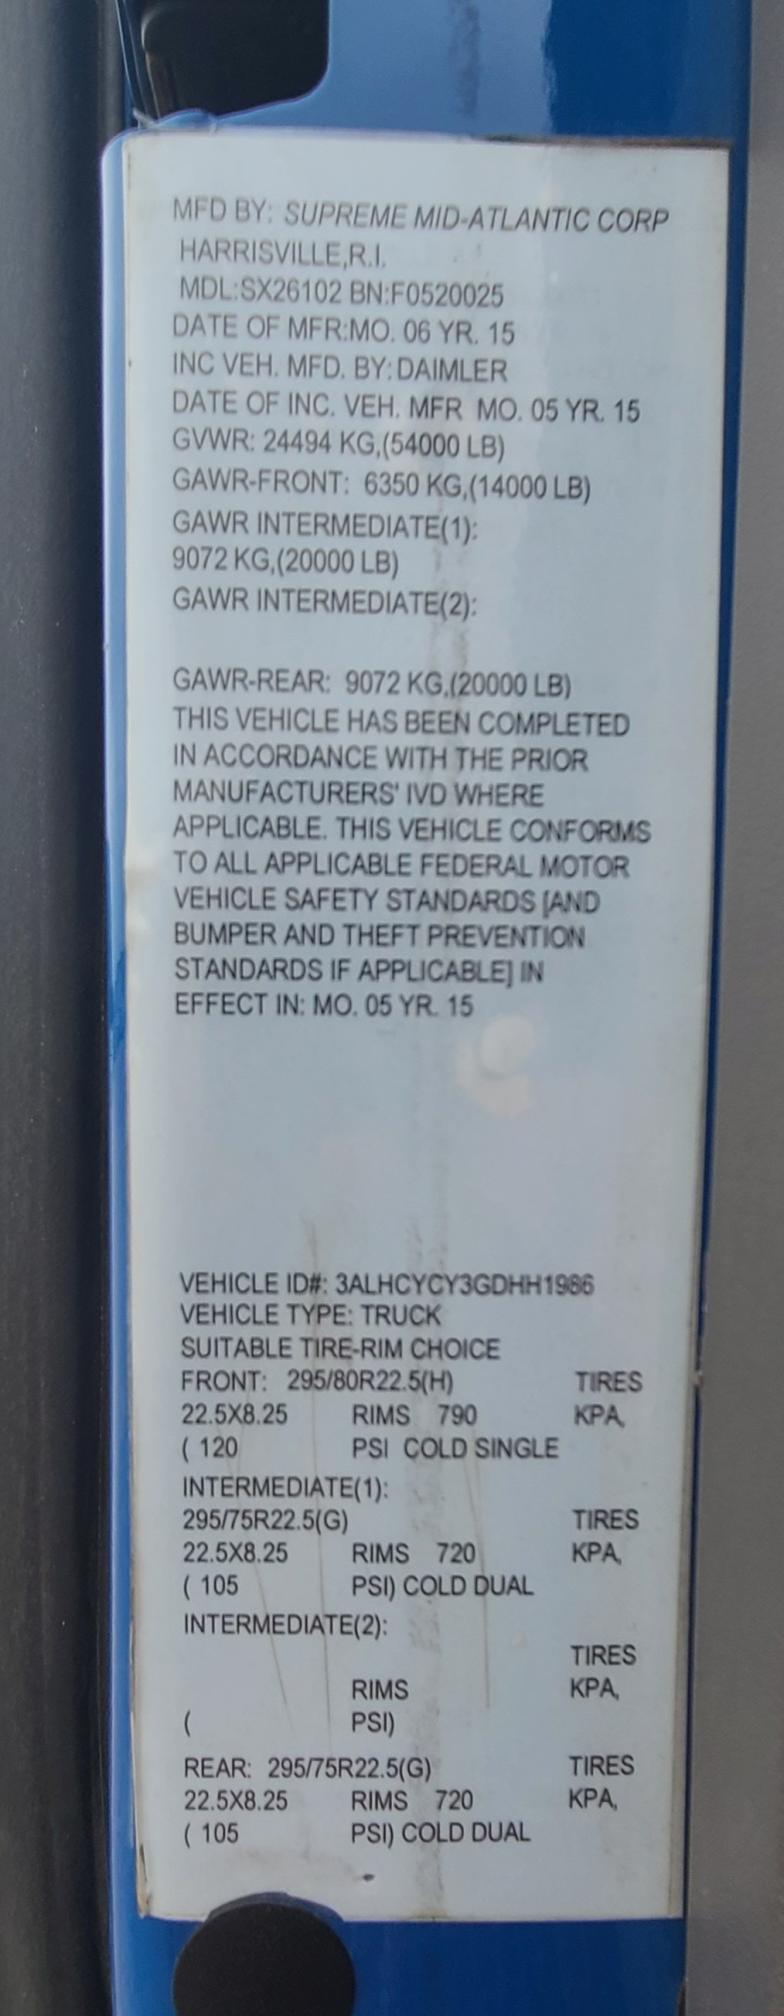 MFD BY: SUPREME MID-ATLANTIC CORP
HARRISVILLE,R.I.
MDL:SX26102 BN:F0520025
DATE OF MFR:MO. 06 YR. 15
INC VEH. MFD. BY: DAIMLER
DATE OF INC. VEH. MFR MO. 05 YR. 15
GVWR: 24494 KG,(54000 LB)
GAWR-FRONT: 6350 KG,(14000 LB)
GAWR INTERMEDIATE(1):
9072 KG,(20000 LB)
GAWR INTERMEDIATE(2):
GAWR-REAR: 9072 KG,(20000 LB)
THIS VEHICLE HAS BEEN COMPLETED
IN ACCORDANCE WITH THE PRIOR
MANUFACTURERS' IVD WHERE
APPLICABLE. THIS VEHICLE CONFORMS
TO ALL APPLICABLE FEDERAL MOTOR
VEHICLE SAFETY STANDARDS [AND
BUMPER AND THEFT PREVENTION
STANDARDS IF APPLICABLE] IN
EFFECT IN: MO. 05 YR. 15
VEHICLE ID#: 3ALHCYCY3GDHH1986
VEHICLE TYPE: TRUCK
SUITABLE TIRE-RIM CHOICE
FRONT: 295/80R22.5(H) TIRES
22.5X8.25 RIMS 790 KPA,
( 120 PSI COLD SINGLE
INTERMEDIATE(1):
295/75R22.5(G) TIRES
22.5X8.25 RIMS 720 KPA,
( 105 PSI) COLD DUAL
INTERMEDIATE(2):
TIRES
RIMS KPA,
( PSI)
REAR: 295/75R22.5(G) TIRES
22.5X8.25 RIMS 720 KPA,
( 105 PSI) COLD DUAL